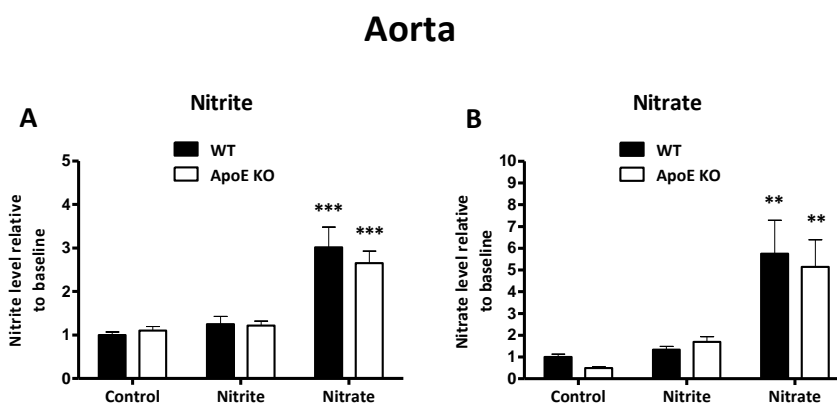 Aorta
A
Nitrite
WT
ApoE KO
Nitrite level relative
to baseline
5
4
3
2
1
0
***
***
Control
Nitrite
Nitrate
B
Nitrate
WT
ApoE KO
Nitrate level relative
to baseline
10
9
8
7
6
5
4
3
2
1
0
**
**
Control
Nitrite
Nitrate